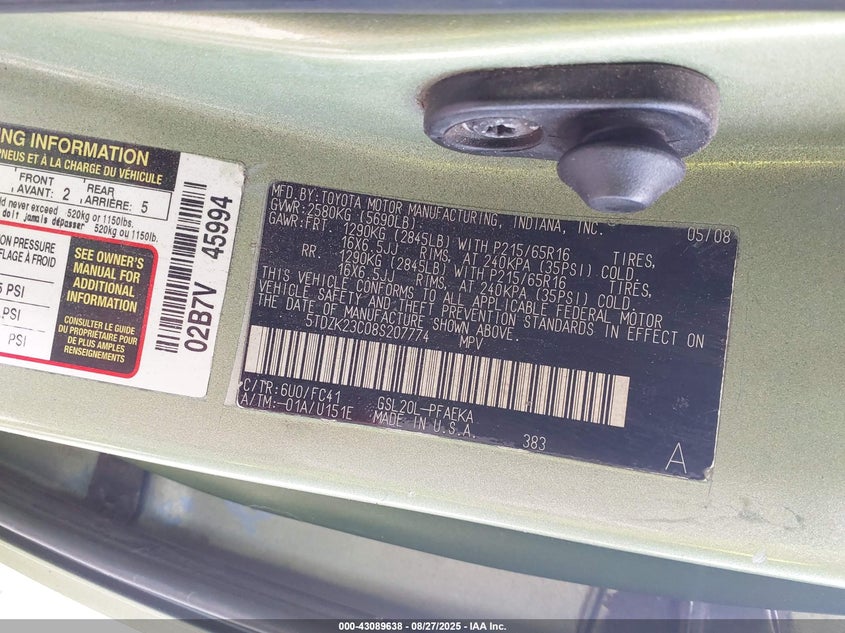 ING INFORMATION
PNEUS ET À LA CHARGE DU VÉHICULE
FRONT
AVANT: 2
REAR
ARRIÈRE: 5
ld never exceed 520kg or 1150lbs.
doit jamais dépasser 520kg ou 1150lb.
ON PRESSURE
FLAGE À FROID
5 PSI
PSI
PSI
SEE OWNER'S
MANUAL FOR
ADDITIONAL
INFORMATION
CONSULTER LE GUIDE
DU PROPRIÉTAIRE
POUR PLUS DE
RENSEIGNEMENTS
02B7V 45994
MFD BY: TOYOTA MOTOR MANUFACTURING, INDIANA, INC. 05/08
GVWR: 2580KG (5690LB)
GAWR: FRT. 1290KG (2845LB) WITH P215/65R16 TIRES,
16X6.5JJ RIMS, AT 240KPA (35PSI) COLD.
RR. 1290KG (2845LB) WITH P215/65R16 TIRES,
16X6.5JJ RIMS, AT 240KPA (35PSI) COLD.
THIS VEHICLE CONFORMS TO ALL APPLICABLE FEDERAL MOTOR
VEHICLE SAFETY AND THEFT PREVENTION STANDARDS IN EFFECT ON
THE DATE OF MANUFACTURE SHOWN ABOVE.
5TDZK23C08S207774 MPV
C/TR: 6U0/FC41 GSL20L-PFAEKA
A/TM:-01A/U151E MADE IN U.S.A.
383
A
000-43089638 - 08/27/2025 - IAA Inc.